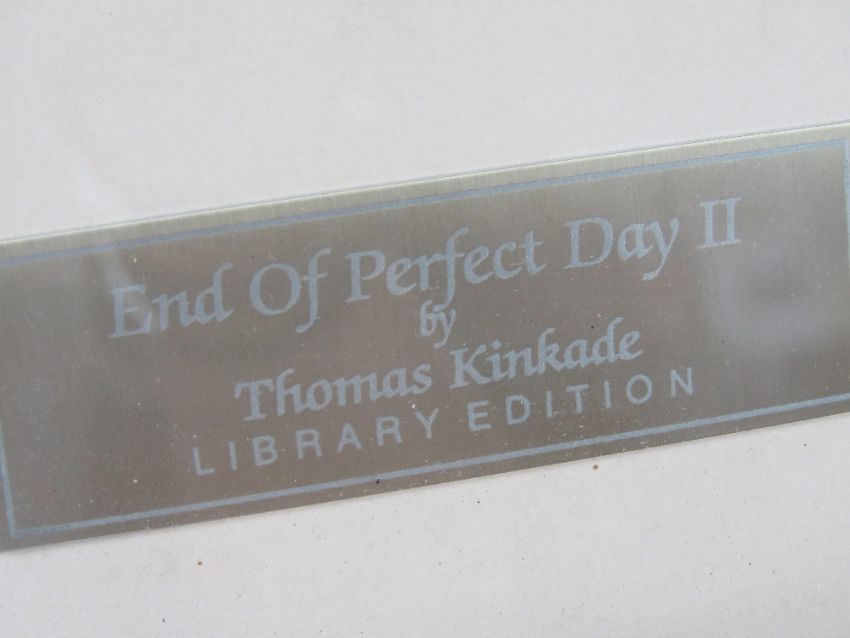 End Of Perfect Day II
by
Thomas Kinkade
LIBRARY EDITION